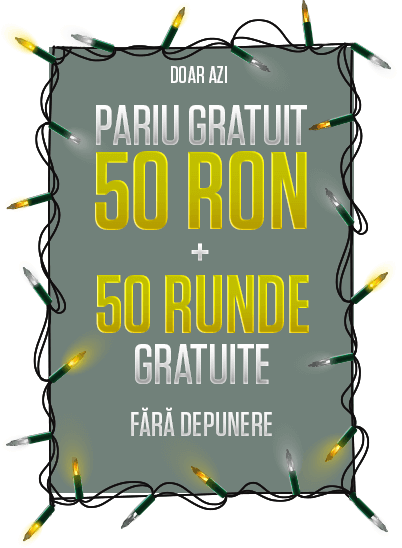 DOAR AZI
PARIU GRATUIT
50 RON
+
50 RUNDE
GRATUITE
FĂRĂ DEPUNERE